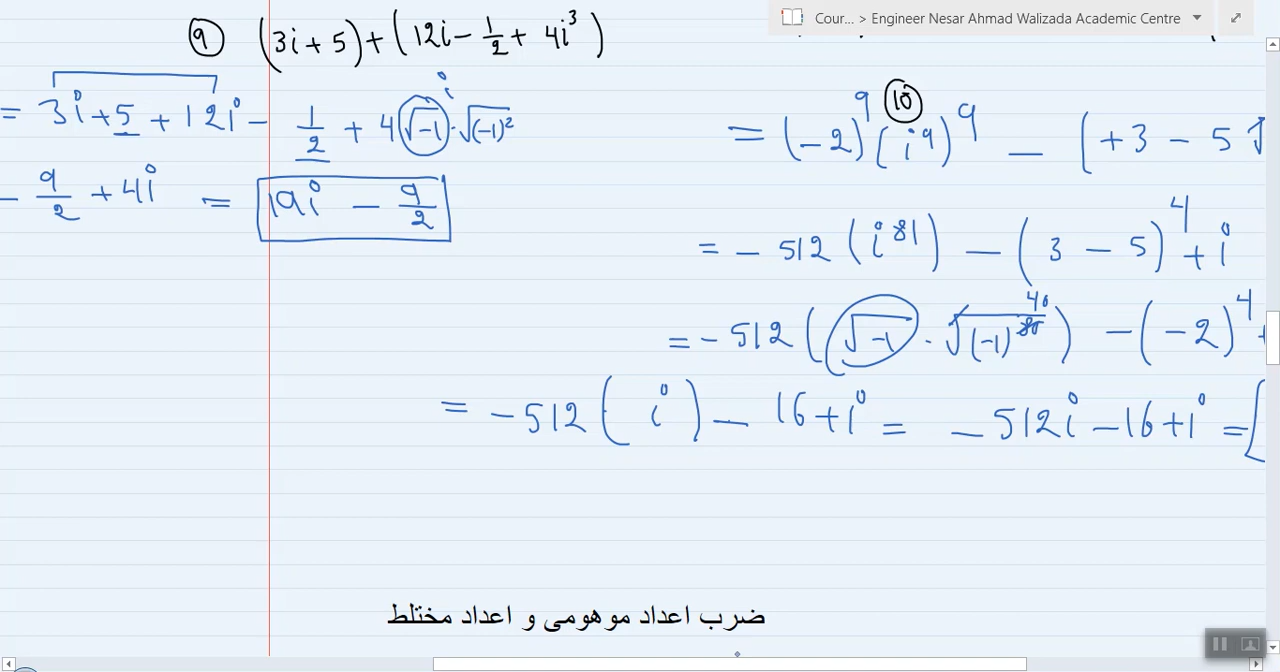 Cour... > Engineer Nesar Ahmad Walizada Academic Centre
⑨ (3i + 5) + (12i - 1/2 + 4i³)
= 3i + 5 + 12i - 1/2 + 4√-1 · √(-1)²
i
- 9/2 + 4i = 19i - 9/2
⑩
= (-2)⁹ (i⁹)⁹ - (+3 - 5√
= - 512 (i⁸¹) - (3 - 5)⁴ + i
= - 512 (√-1 · √(-1)⁸⁰) - (-2)⁴ +
40
= - 512 (i) - 16 + i = - 512i - 16 + i =
ضرب اعداد موهومی و اعداد مختلط